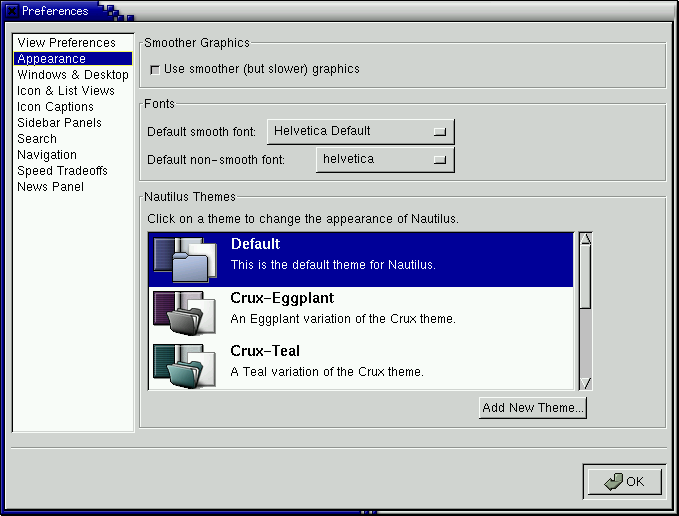 Preferences
View Preferences
Appearance
Windows & Desktop
Icon & List Views
Icon Captions
Sidebar Panels
Search
Navigation
Speed Tradeoffs
News Panel
Smoother Graphics
Use smoother (but slower) graphics
Fonts
Default smooth font: Helvetica Default
Default non-smooth font: helvetica
Nautilus Themes
Click on a theme to change the appearance of Nautilus.
Default
This is the default theme for Nautilus.
Crux-Eggplant
An Eggplant variation of the Crux theme.
Crux-Teal
A Teal variation of the Crux theme.
Add New Theme...
OK